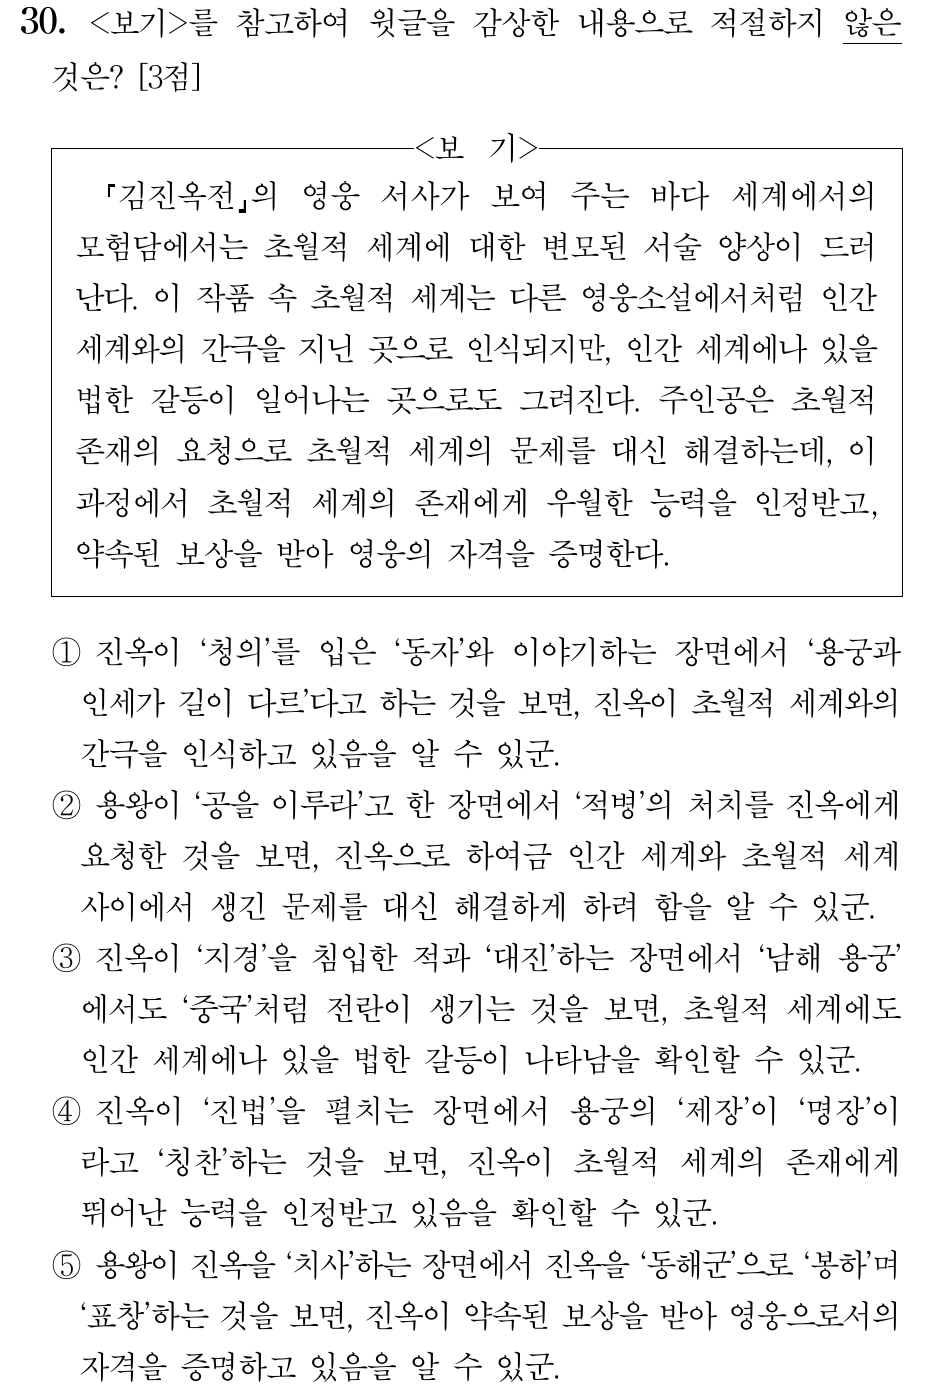 30. <보기>를 참고하여 윗글을 감상한 내용으로 적절하지 않은
것은? [3점]
<보 기>
『김진옥전』의 영웅 서사가 보여 주는 바다 세계에서의
모험담에서는 초월적 세계에 대한 변모된 서술 양상이 드러
난다. 이 작품 속 초월적 세계는 다른 영웅소설에서처럼 인간
세계와의 간극을 지닌 곳으로 인식되지만, 인간 세계에나 있을
법한 갈등이 일어나는 곳으로도 그려진다. 주인공은 초월적
존재의 요청으로 초월적 세계의 문제를 대신 해결하는데, 이
과정에서 초월적 세계의 존재에게 우월한 능력을 인정받고,
약속된 보상을 받아 영웅의 자격을 증명한다.
① 진옥이 ‘청의’를 입은 ‘동자’와 이야기하는 장면에서 ‘용궁과
인세가 길이 다르’다고 하는 것을 보면, 진옥이 초월적 세계와의
간극을 인식하고 있음을 알 수 있군.
② 용왕이 ‘공을 이루라’고 한 장면에서 ‘적병’의 처치를 진옥에게
요청한 것을 보면, 진옥으로 하여금 인간 세계와 초월적 세계
사이에서 생긴 문제를 대신 해결하게 하려 함을 알 수 있군.
③ 진옥이 ‘지경’을 침입한 적과 ‘대진’하는 장면에서 ‘남해 용궁’
에서도 ‘중국’처럼 전란이 생기는 것을 보면, 초월적 세계에도
인간 세계에나 있을 법한 갈등이 나타남을 확인할 수 있군.
④ 진옥이 ‘진법’을 펼치는 장면에서 용궁의 ‘제장’이 ‘명장’이
라고 ‘칭찬’하는 것을 보면, 진옥이 초월적 세계의 존재에게
뛰어난 능력을 인정받고 있음을 확인할 수 있군.
⑤ 용왕이 진옥을 ‘치사’하는 장면에서 진옥을 ‘동해군’으로 ‘봉하’며
‘표창’하는 것을 보면, 진옥이 약속된 보상을 받아 영웅으로서의
자격을 증명하고 있음을 알 수 있군.